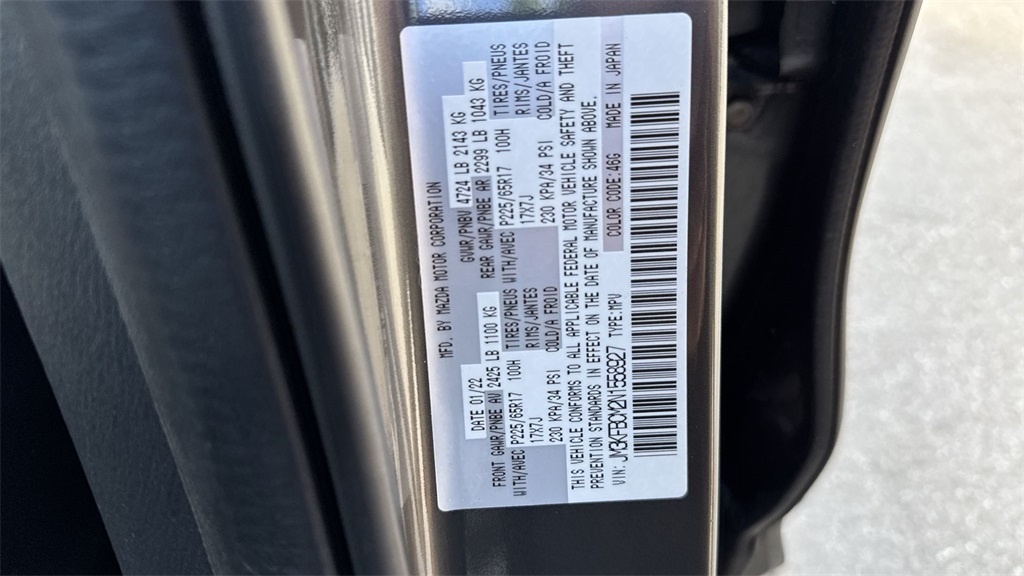 MFD. BY MAZDA MOTOR CORPORATION
DATE 01/22 GVWR/PNBV 4724 LB 2143 KG
FRONT GAWR/PNBE AV 2425 LB 1100 KG REAR GAWR/PNBE AR 2299 LB 1043 KG
WITH/AVEC P225/65R17 100H TIRES/PNEUS WITH/AVEC P225/65R17 100H TIRES/PNEUS
17X7J RIMS/JANTES 17X7J RIMS/JANTES
230 KPA/34 PSI COLD/A FROID 230 KPA/34 PSI COLD/A FROID
THIS VEHICLE CONFORMS TO ALL APPLICABLE FEDERAL MOTOR VEHICLE SAFETY AND THEFT
PREVENTION STANDARDS IN EFFECT ON THE DATE OF MANUFACTURE SHOWN ABOVE.
VIN: JM3KFBCM2N1558927 TYPE:MPV COLOR CODE:46G MADE IN JAPAN